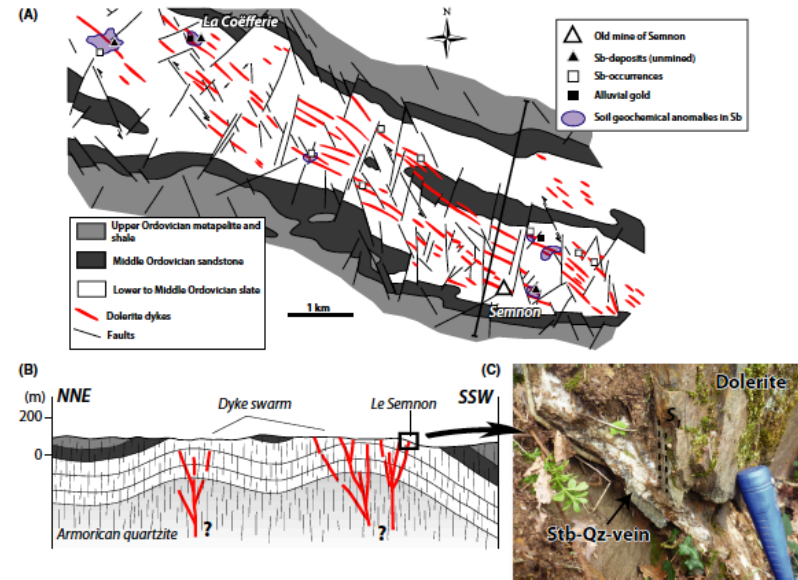 (A)
La Coëfferie
N
Old mine of Semnon
Sb-deposits (unmined)
Sb-occurrences
Alluvial gold
Soil geochemical anomalies in Sb
Upper Ordovician metapelite and
shale
Middle Ordovician sandstone
Lower to Middle Ordovician slate
Dolerite dykes
Faults
1 km
Semnon
(B)
NNE
SSW
(m)
200
0
Dyke swarm
Le Semnon
Armorican quartzite
?
?
(C)
Dolerite
Stb-Qz-vein